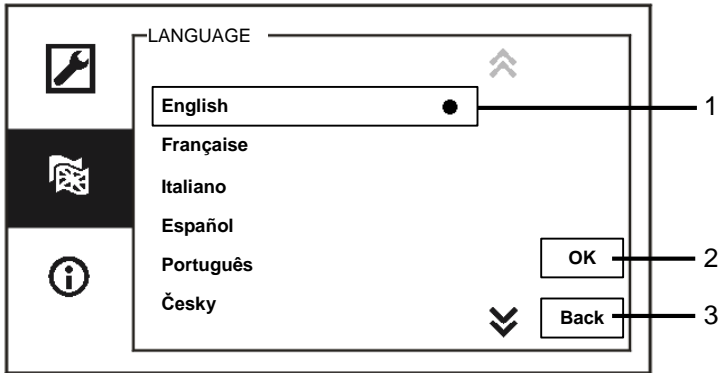 LANGUAGE
English
1
Française
Italiano
Español
Português
OK
2
Česky
Back
3